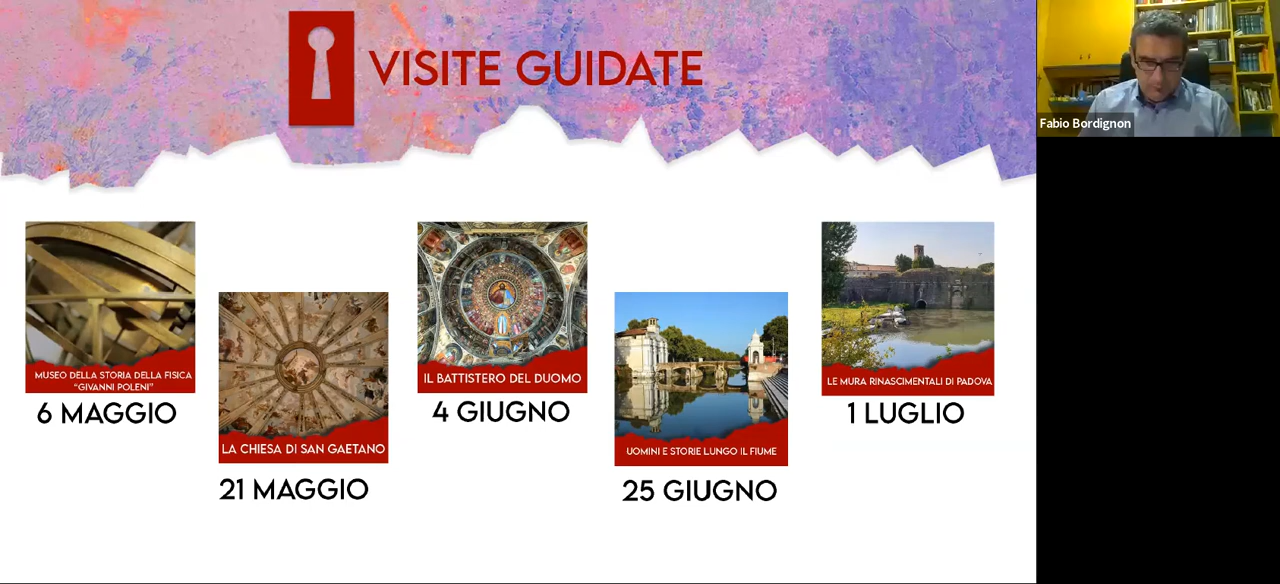 VISITE GUIDATE
Fabio Bordignon
MUSEO DELLA STORIA DELLA FISICA
"GIVANNI POLENI"
6 MAGGIO
LA CHIESA DI SAN GAETANO
21 MAGGIO
IL BATTISTERO DEL DUOMO
4 GIUGNO
UOMINI E STORIE LUNGO IL FIUME
25 GIUGNO
LE MURA RINASCIMENTALI DI PADOVA
1 LUGLIO